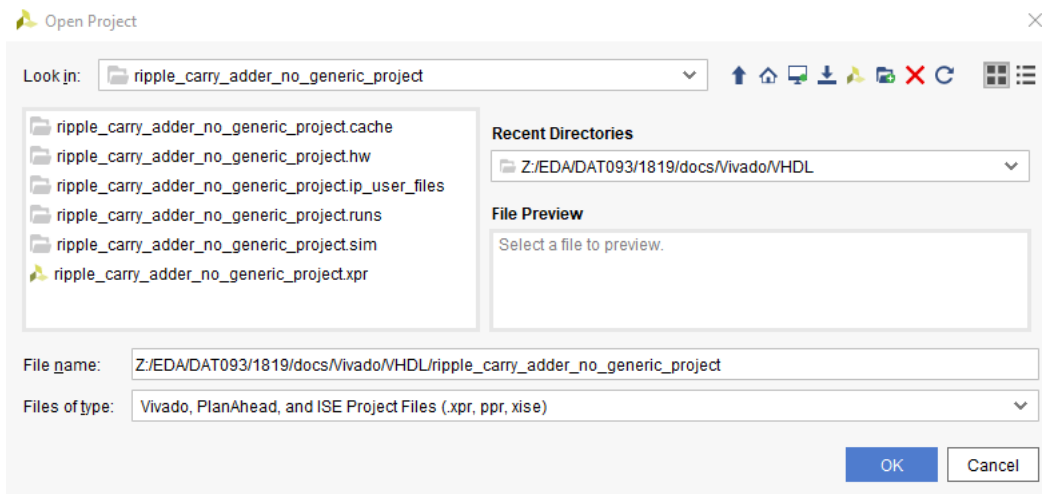 Open Project
Look in: ripple_carry_adder_no_generic_project
ripple_carry_adder_no_generic_project.cache
ripple_carry_adder_no_generic_project.hw
ripple_carry_adder_no_generic_project.ip_user_files
ripple_carry_adder_no_generic_project.runs
ripple_carry_adder_no_generic_project.sim
ripple_carry_adder_no_generic_project.xpr
Recent Directories
Z:/EDA/DAT093/1819/docs/Vivado/VHDL
File Preview
Select a file to preview.
File name: Z:/EDA/DAT093/1819/docs/Vivado/VHDL/ripple_carry_adder_no_generic_project
Files of type: Vivado, PlanAhead, and ISE Project Files (.xpr, ppr, xise)
OK Cancel